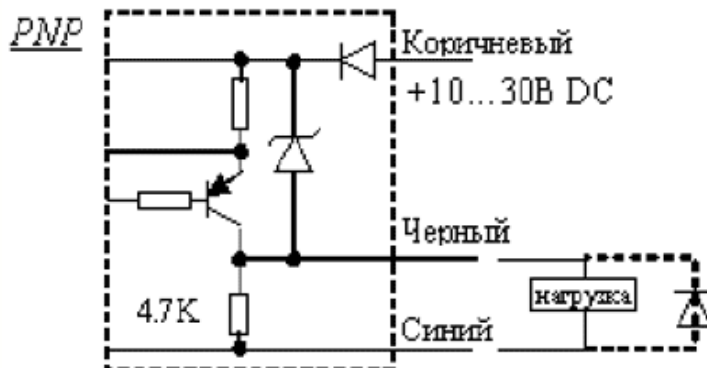 PNP
Коричневый
+10...30В DC
Черный
нагрузка
4.7K
Синий